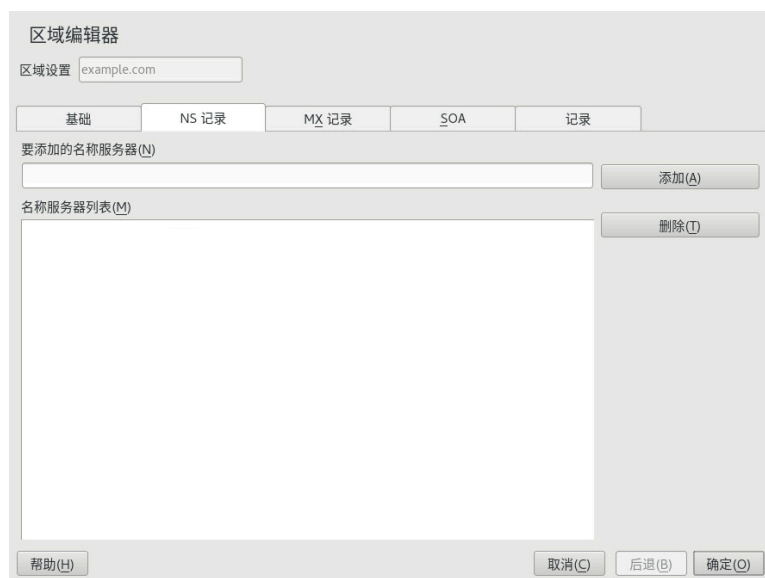 区域编辑器
区域设置 example.com
基础 NS 记录 MX 记录 SOA 记录
要添加的名称服务器(N)
添加(A)
名称服务器列表(M)
删除(T)
帮助(H) 取消(C) 后退(B) 确定(O)